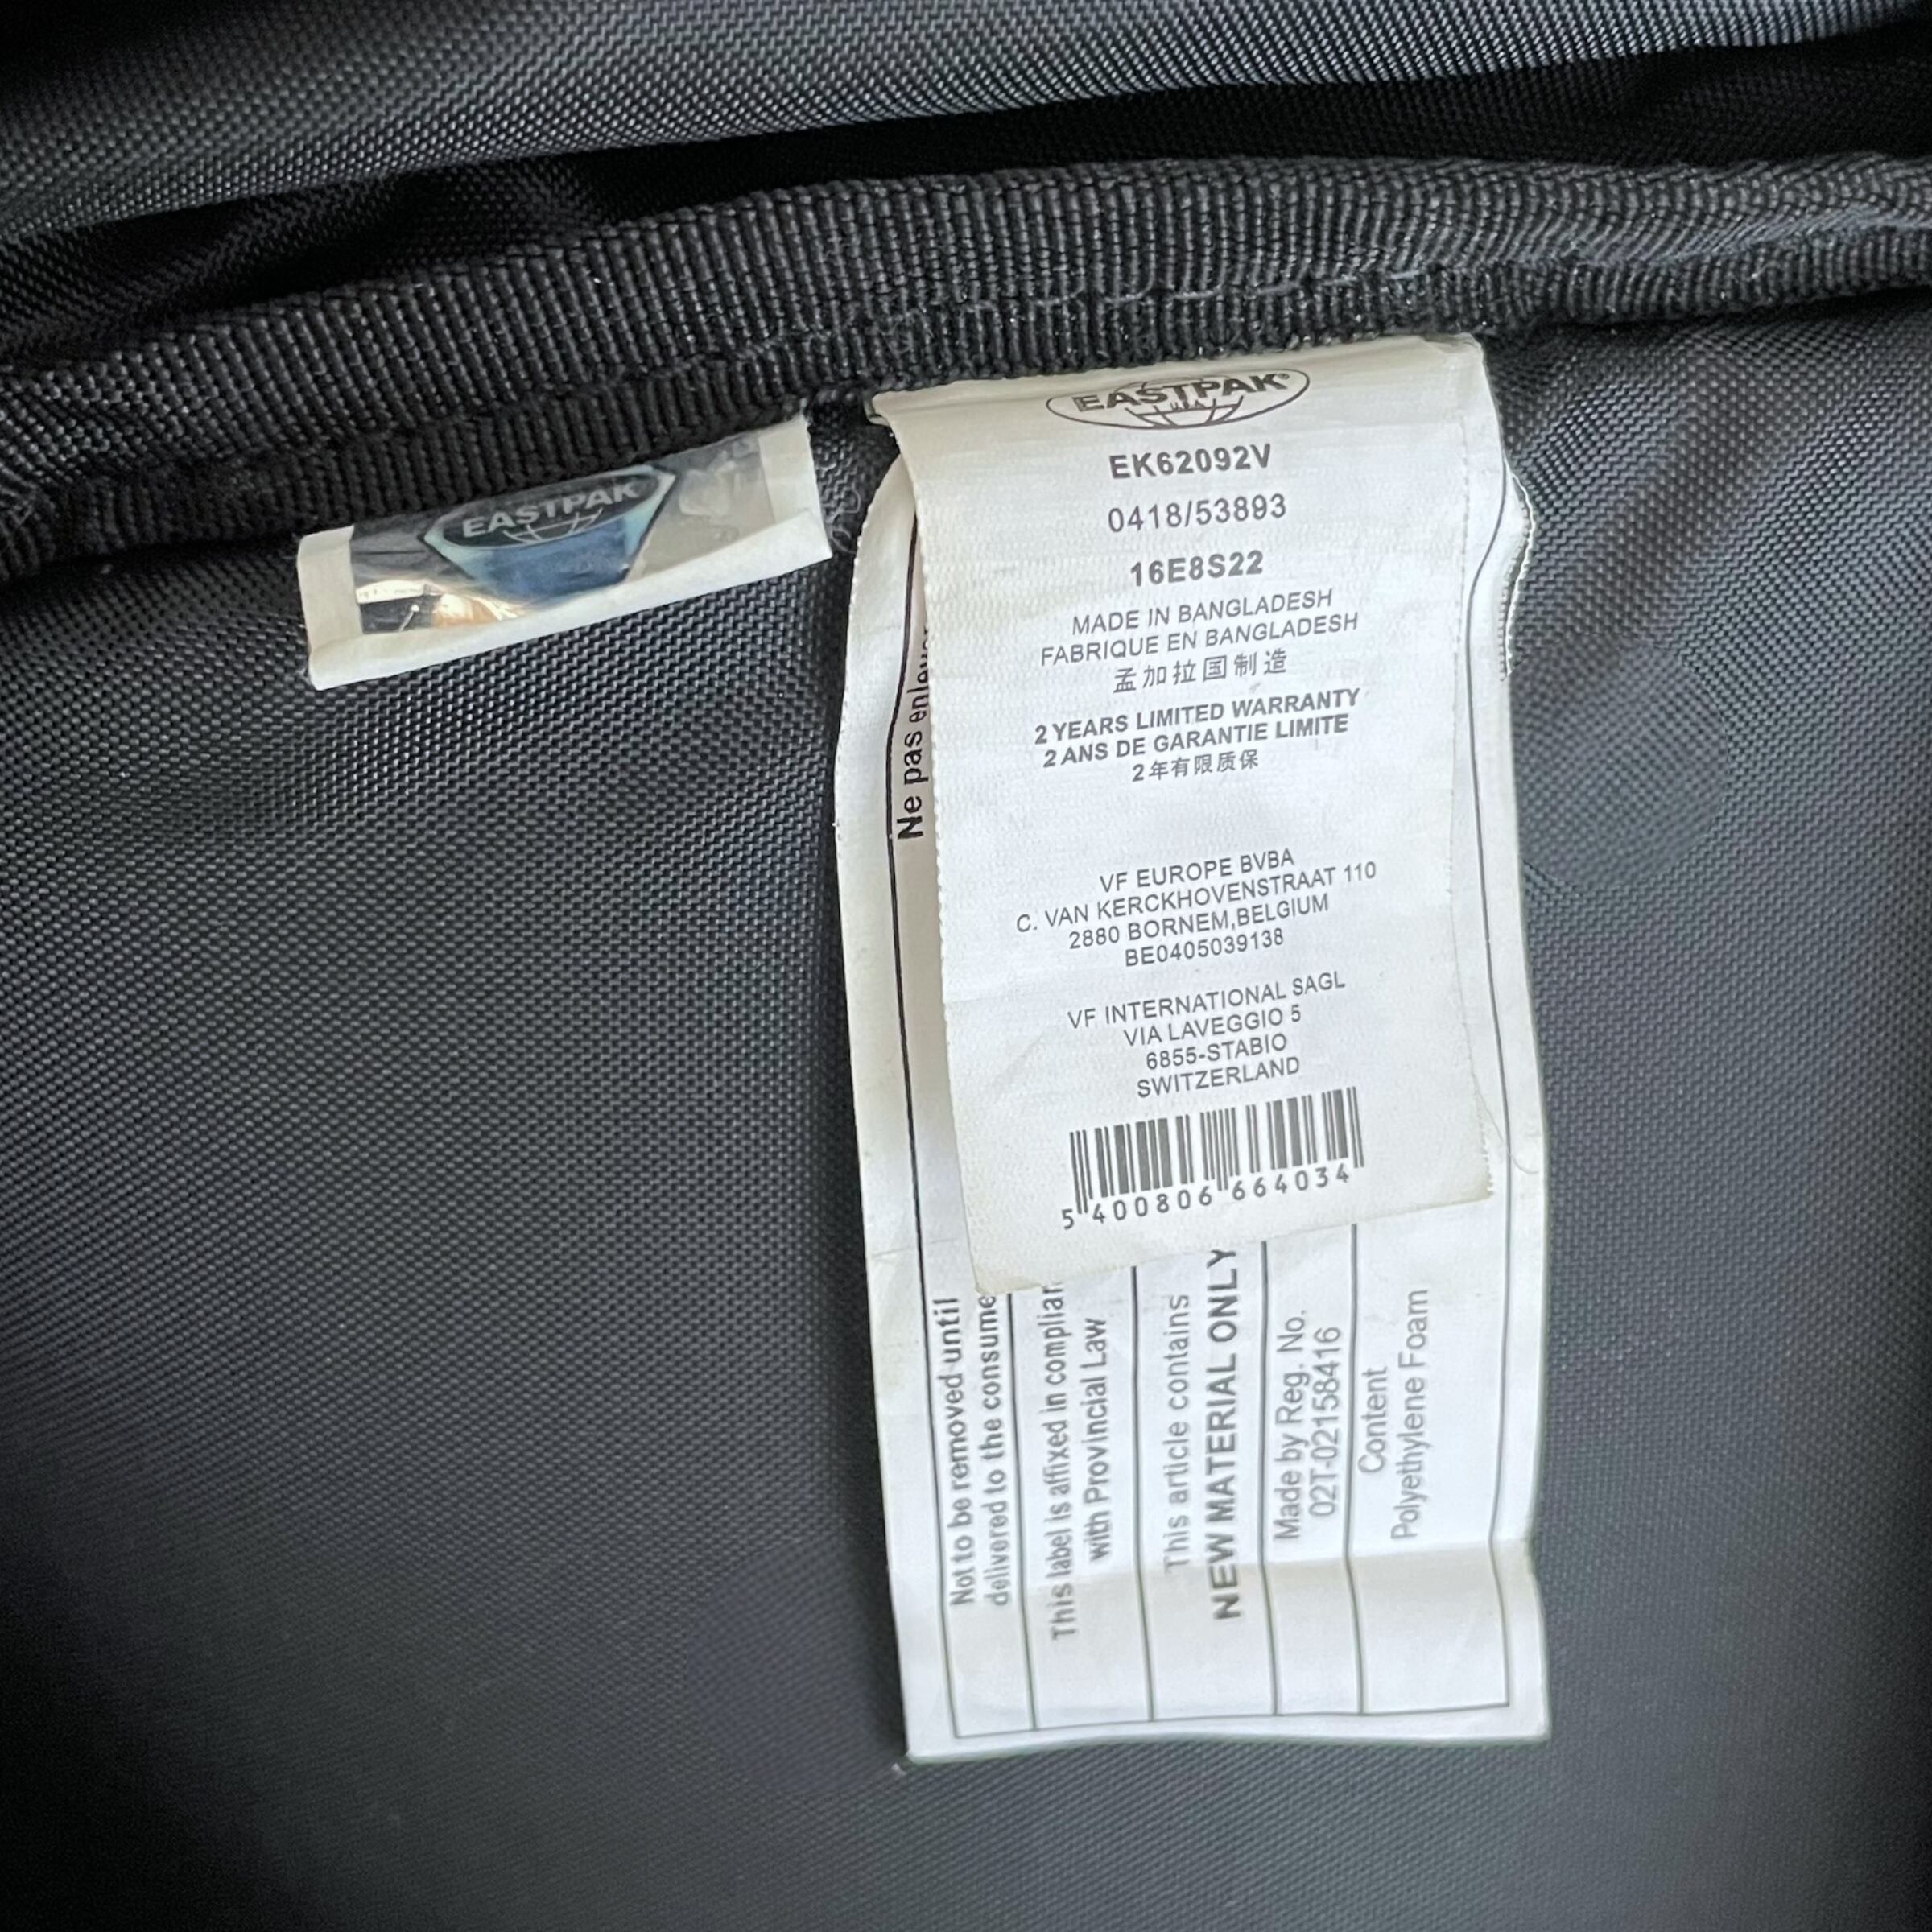 EASTPAK
EASTPAK®
USA
EK62092V
0418/53893
16E8S22
MADE IN BANGLADESH
FABRIQUE EN BANGLADESH
孟加拉国制造
2 YEARS LIMITED WARRANTY
2 ANS DE GARANTIE LIMITE
2年有限质保
VF EUROPE BVBA
C. VAN KERCKHOVENSTRAAT 110
2880 BORNEM,BELGIUM
BE0405039138
VF INTERNATIONAL SAGL
VIA LAVEGGIO 5
6855-STABIO
SWITZERLAND
5 400806 664034
Ne pas enlev
Not to be removed until
delivered to the consume
This label is affixed in complian
with Provincial Law
This article contains
NEW MATERIAL ONLY
Made by Reg. No.
02T-02158416
Content
Polyethylene Foam